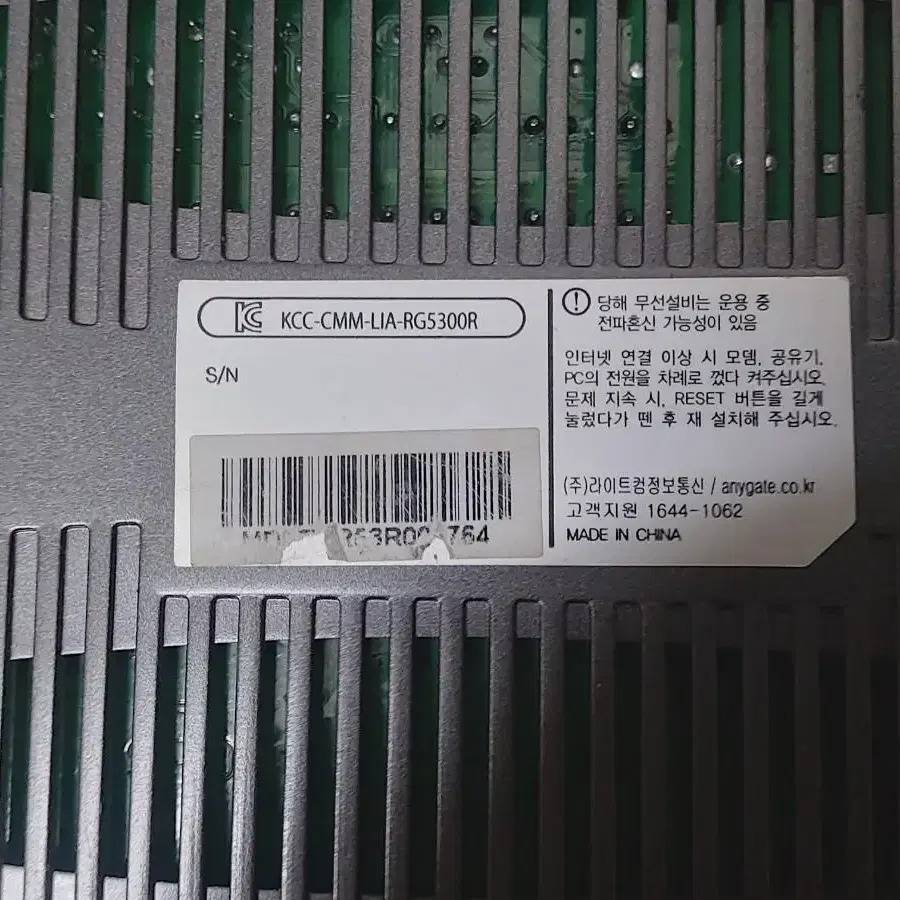 KC KCC-CMM-LIA-RG5300R
S/N
당해 무선설비는 운용 중
전파혼신 가능성이 있음
인터넷 연결 이상 시 모뎀, 공유기,
PC의 전원을 차례로 껐다 켜주십시오.
문제 지속 시, RESET 버튼을 길게
눌렀다가 뗀 후 재 설치해 주십시오.
(주)라이트컴정보통신 / anygate.co.kr
고객지원 1644-1062
MADE IN CHINA